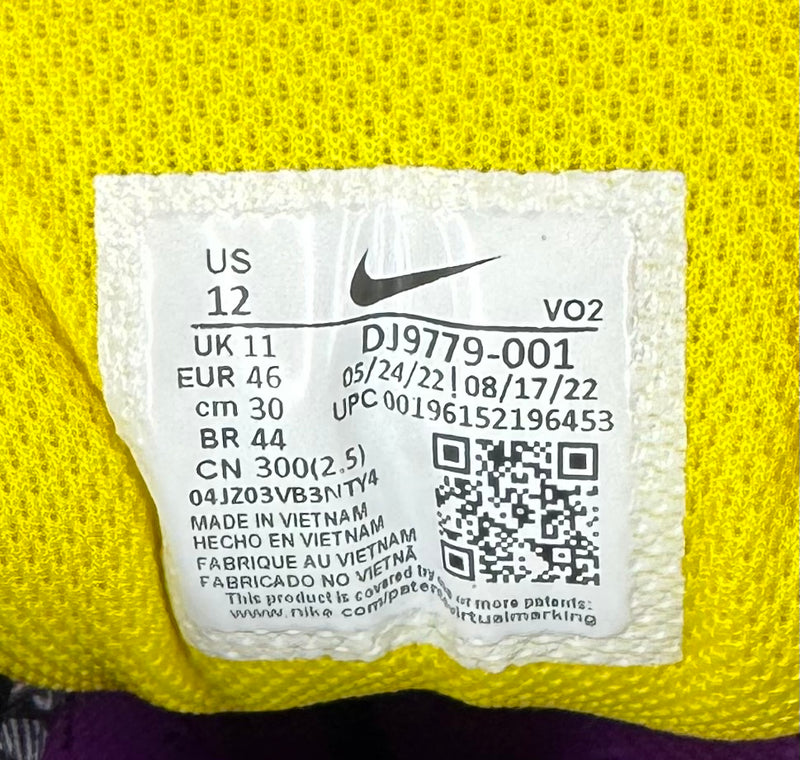 US
12
VO2
UK 11
DJ9779-001
EUR 46
05/24/22! 08/17/22
cm 30
UPC 00196152196453
BR 44
CN 300(2.5)
04JZ03VB3NTY4
MADE IN VIETNAM
HECHO EN VIETNAM
FABRIQUE AU VIETNAM
FABRICADO NO VIETNÃ
This product is covered by one or more patents:
www.nike.com/patents
virtualmarking